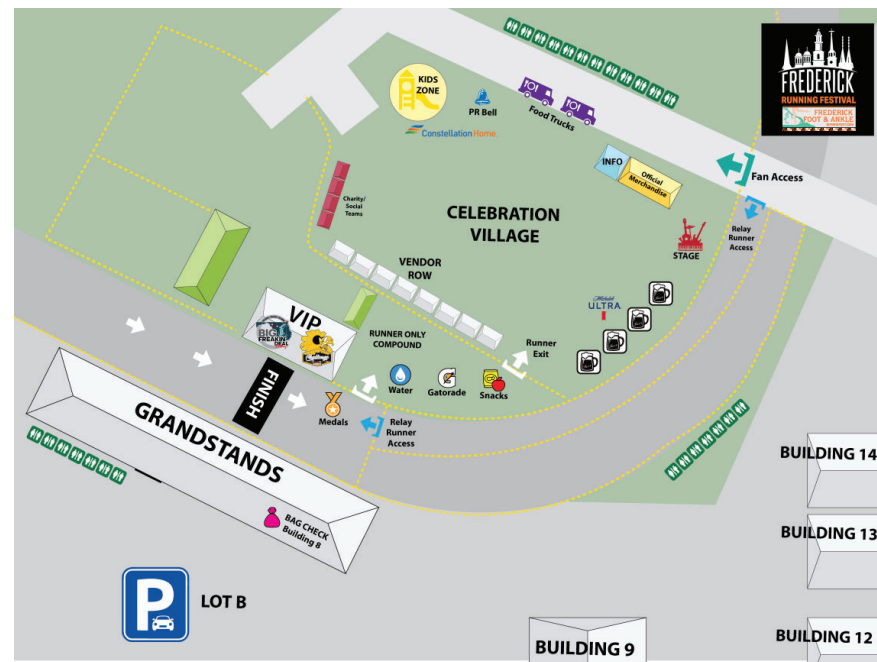 FREDERICK
RUNNING FESTIVAL
FREDERICK
FOOT & ANKLE
KIDS
ZONE
PR Bell
Constellation Home
Food Trucks
INFO
Official
Merchandise
Fan Access
Relay
Runner
Access
Charity/
Social
Teams
CELEBRATION
VILLAGE
STAGE
VENDOR
ROW
Michelob
ULTRA
VIP
BIG
FREAKIN
DEAL
RUNNER ONLY
COMPOUND
Runner
Exit
Water
Gatorade
Snacks
FINISH
Medals
Relay
Runner
Access
GRANDSTANDS
BAG CHECK
Building 8
BUILDING 14
BUILDING 13
BUILDING 12
BUILDING 9
P
LOT B